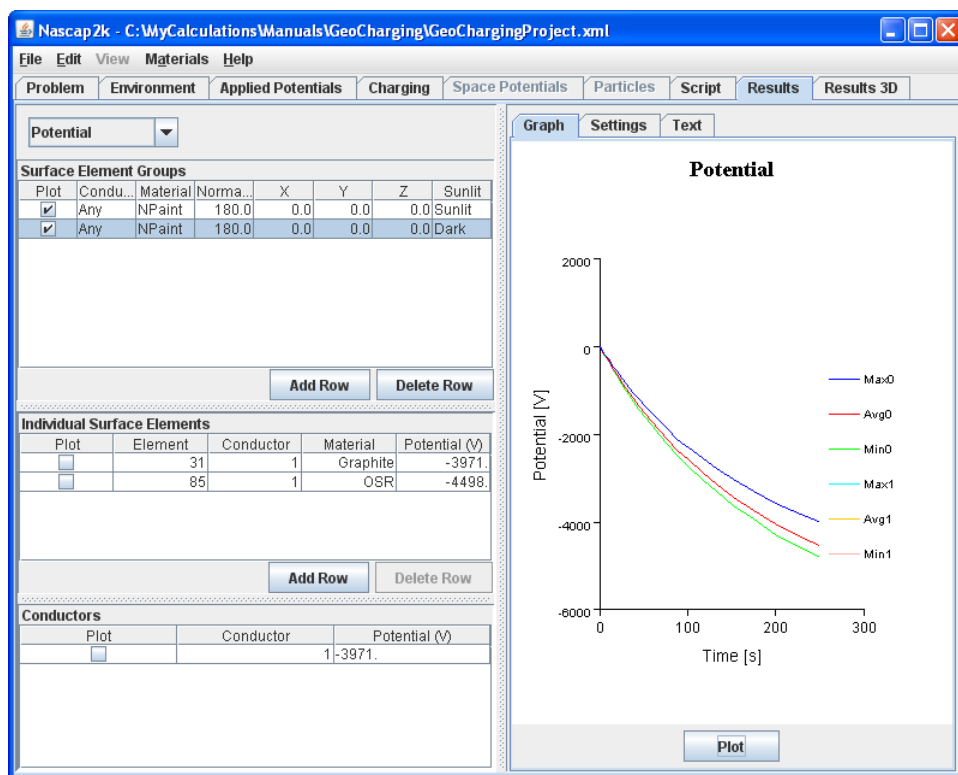 Nascap2k - C:\MyCalculations\Manuals\GeoCharging\GeoChargingProject.xml
File Edit View Materials Help
Problem Environment Applied Potentials Charging Space Potentials Particles Script Results Results 3D
Potential
Surface Element Groups
Plot Condu... Material Norma... X Y Z Sunlit
Any NPaint 180.0 0.0 0.0 0.0 Sunlit
Any NPaint 180.0 0.0 0.0 0.0 Dark
Add Row Delete Row
Individual Surface Elements
Plot Element Conductor Material Potential (V)
31 1 Graphite -3971.
85 1 OSR -4498.
Add Row Delete Row
Conductors
Plot Conductor Potential (V)
1 -3971.
Graph Settings Text
Potential
2000
0
-2000
-4000
-6000
Potential [V]
0 100 200 300
Time [s]
Max0
Avg0
Min0
Max1
Avg1
Min1
Plot